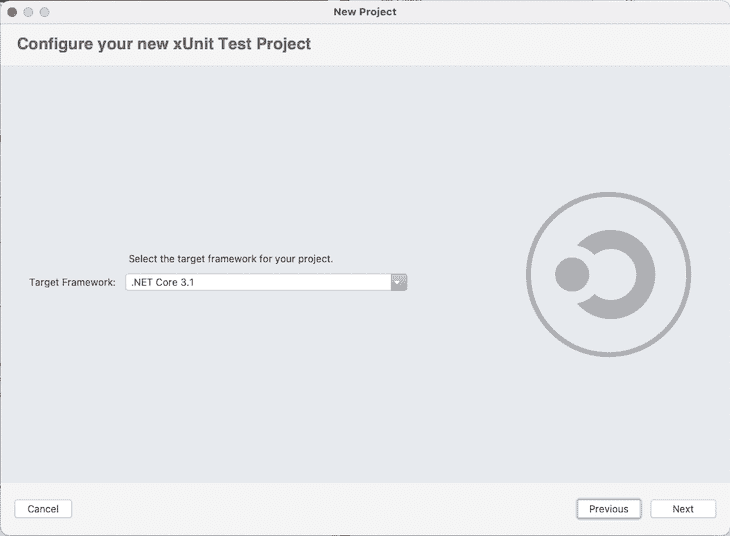 New Project
Configure your new xUnit Test Project
Select the target framework for your project.
Target Framework: .NET Core 3.1
Cancel Previous Next